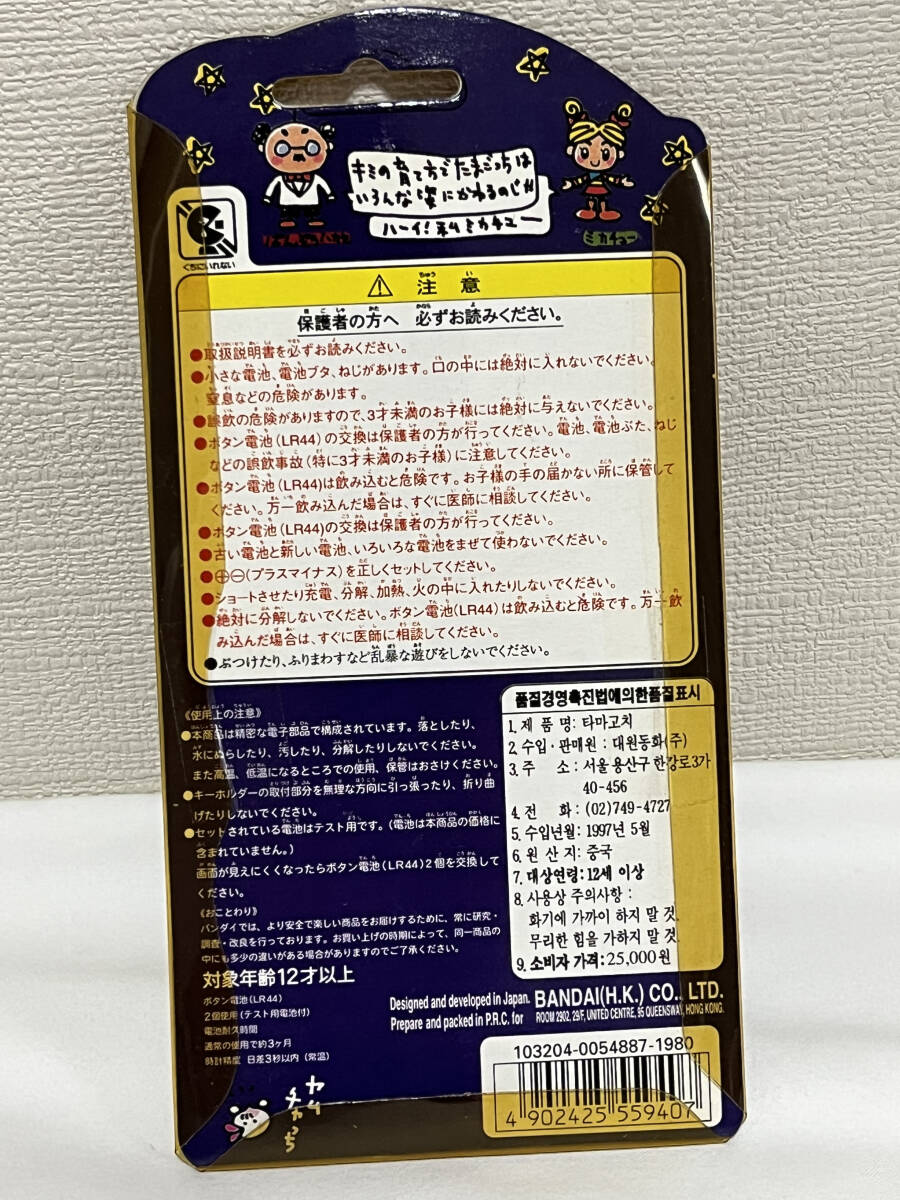 キミの育て方でたまごっちは
いろんな姿にかわるのじゃ
ハーイ!私ミカチュー
ミカチュー
くちにいれない
注意
保護者の方へ 必ずお読みください。
●取扱説明書を必ずお読みください。
●小さな電池、電池ブタ、ねじがあります。口の中には絶対に入れないでください。
窒息などの危険があります。
●誤飲の危険がありますので、3才未満のお子様には絶対に与えないでください。
●ボタン電池(LR44)の交換は保護者の方が行ってください。電池、電池ぶた、ねじ
などの誤飲事故(特に3才未満のお子様)に注意してください。
●ボタン電池(LR44)は飲み込むと危険です。お子様の手の届かない所に保管して
ください。万一飲み込んだ場合は、すぐに医師に相談してください。
●ボタン電池(LR44)の交換は保護者の方が行ってください。
●古い電池と新しい電池、いろいろな電池をまぜて使わないでください。
●⊕⊖(プラスマイナス)を正しくセットしてください。
●ショートさせたり充電、分解、加熱、火の中に入れたりしないでください。
●絶対に分解しないでください。ボタン電池(LR44)は飲み込むと危険です。万一飲
み込んだ場合は、すぐに医師に相談してください。
●ぶつけたり、ふりまわすなど乱暴な遊びをしないでください。
《使用上の注意》
●本商品は精密な電子部品で構成されています。落としたり、
水にぬらしたり、汚したり、分解したりしないでください。
また高温、低温になるところでの使用、保管はおさけください。
●キーホルダーの取付部分を無理な方向に引っ張ったり、折り曲
げたりしないでください。
●セットされている電池はテスト用です。(電池は本商品の価格に
含まれていません。)
画面が見えにくくなったらボタン電池(LR44)2個を交換して
ください。
《おことわり》
バンダイでは、より安全で楽しい商品をお届けするために、常に研究・
調査・改良を行っております。お買い上げの時期によって、同一商品の
中にも多少の違いがある場合がありますのでご了承ください。
対象年齢12才以上
ボタン電池(LR44)
2個使用(テスト用電池付)
電池耐久時間
通常の使用で約3ヶ月
時計精度 日差3秒以内(常温)
품질경영촉진법에의한품질표시
1. 제 품 명 : 타마고치
2. 수입·판매원 : 대원동화(주)
3. 주 소 : 서울 용산구 한강로3가
40-456
4. 전 화 : (02)749-4727
5. 수입년월 : 1997년 5월
6. 원 산 지 : 중국
7. 대상연령 : 12세 이상
8. 사용상 주의사항 :
화기에 가까이 하지 말 것.
무리한 힘을 가하지 말 것.
9. 소비자 가격 : 25,000원
Designed and developed in Japan.
Prepare and packed in P.R.C. for
BANDAI(H.K.) CO., LTD.
ROOM 2902, 29/F, UNITED CENTRE, 95 QUEENSWAY, HONG KONG.
103204-0054887-1980
4 902425 559407